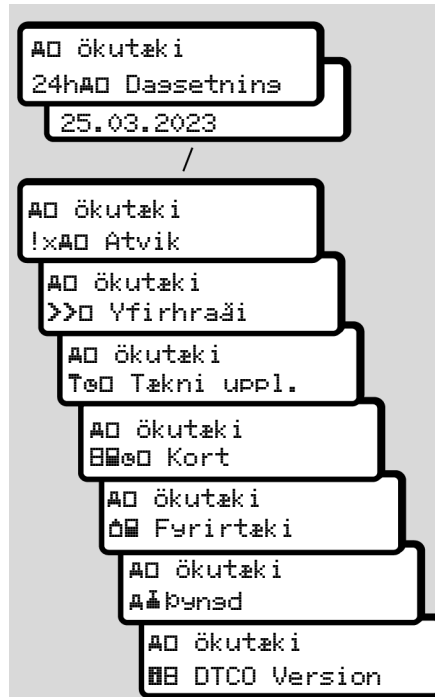 ökutæki
24h Dagsetning
25.03.2023
/
ökutæki
!x Atvik
ökutæki
>> Yfirhraði
ökutæki
T Tækni uppl.
ökutæki
Kort
ökutæki
Fyrirtæki
ökutæki
Þyngd
ökutæki
DTCO Version